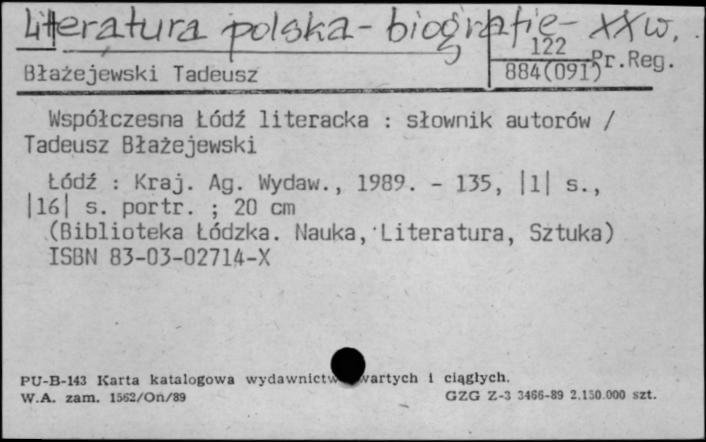 Literatura polska - biografie - XX w.
122
Błażejewski Tadeusz
884(091) Pr.Reg.
Współczesna Łódź literacka : słownik autorów /
Tadeusz Błażejewski
Łódź : Kraj. Ag. Wydaw., 1989. - 135, |1| s.,
|16| s. portr. ; 20 cm
(Biblioteka Łódzka. Nauka, Literatura, Sztuka)
ISBN 83-03-02714-X
PU-B-143 Karta katalogowa wydawnictw wartych i ciągłych.
W.A. zam. 1562/On/89
GZG Z-3 3466-89 2.150.000 szt.